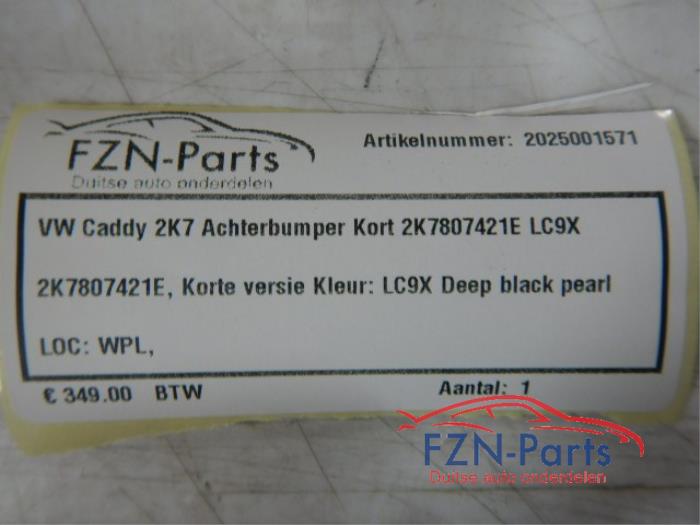 FZN-Parts
Duitse auto onderdelen
Artikelnummer: 2025001571
VW Caddy 2K7 Achterbumper Kort 2K7807421E LC9X
2K7807421E, Korte versie Kleur: LC9X Deep black pearl
LOC: WPL,
€ 349.00 BTW
Aantal: 1
FZN-Parts
Duitse auto onderdelen